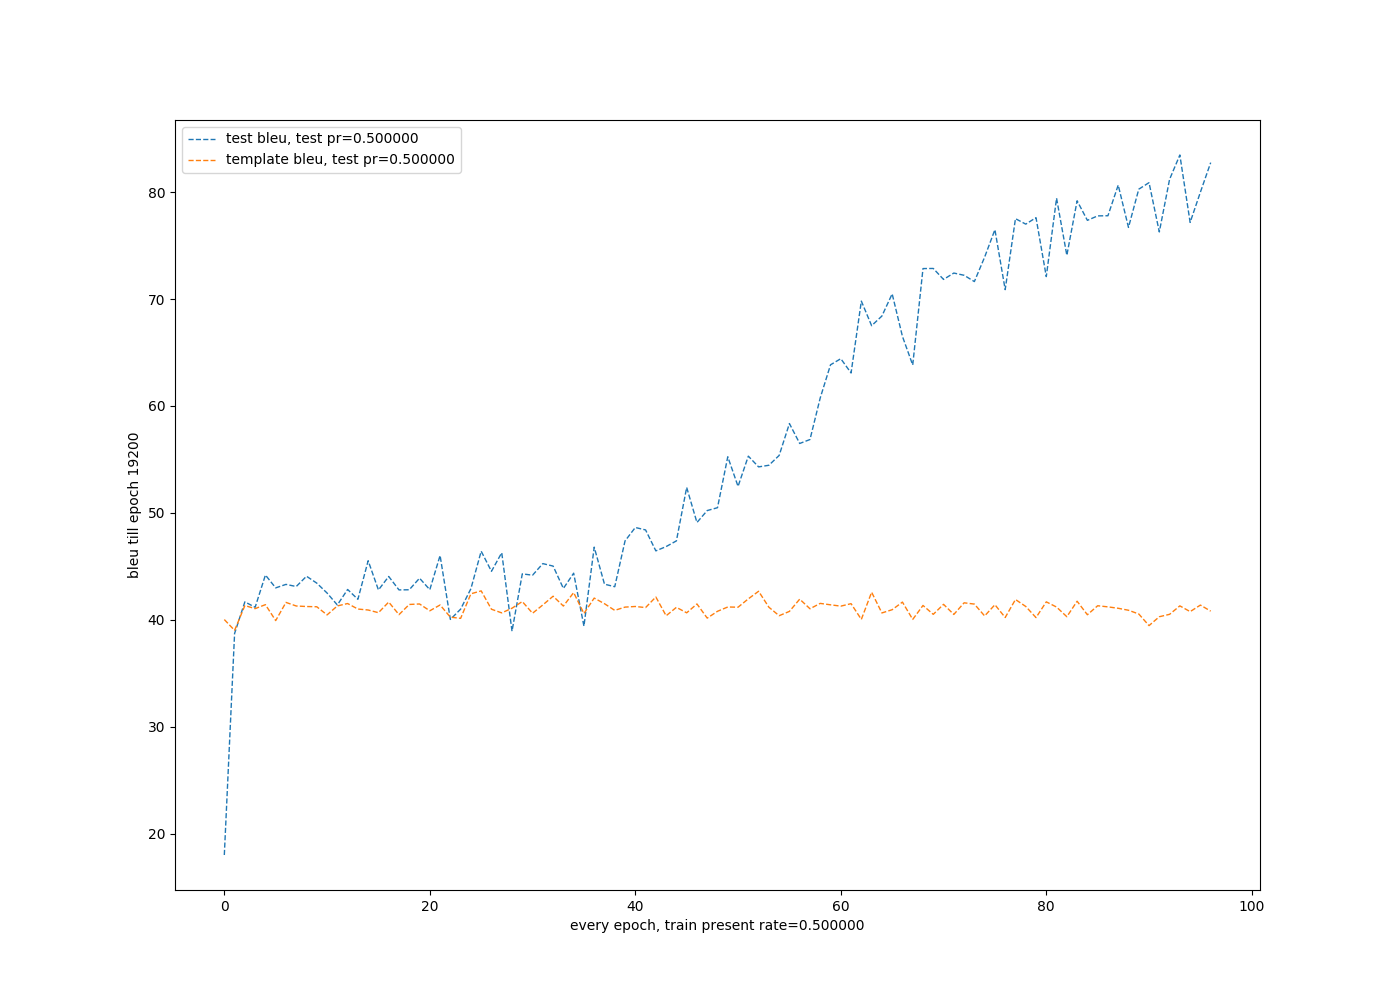 test bleu, test pr=0.500000
template bleu, test pr=0.500000
80
70
60
50
40
30
20
bleu till epoch 19200
0 20 40 60 80 100
every epoch, train present rate=0.500000